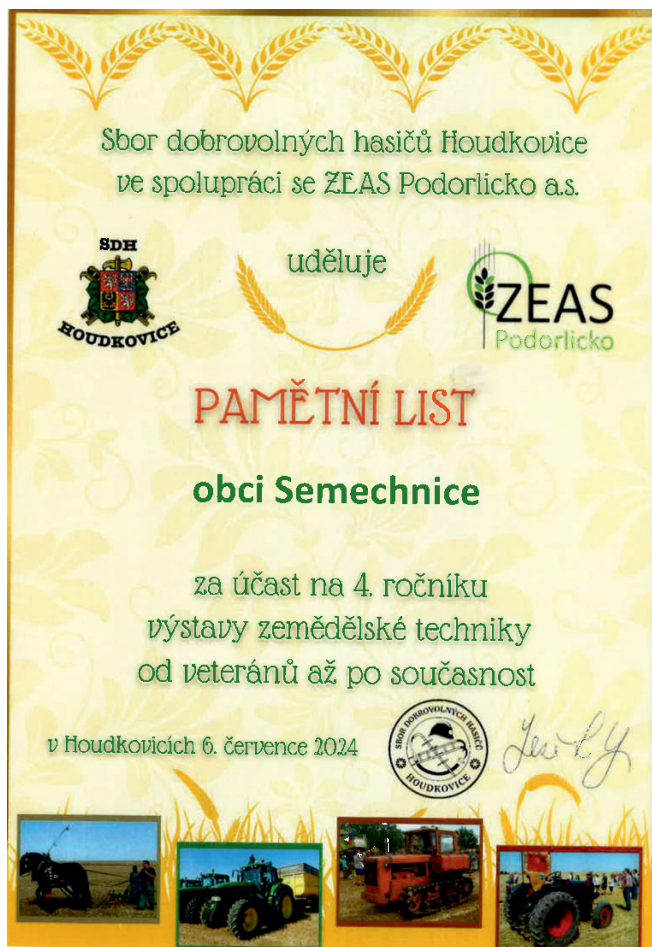 Sbor dobrovolných hasičů Houdkovice
ve spolupráci se ZEAS Podorlicko a.s.
uděluje
SDH
HOUDKOVICE
ZEAS
Podorlicko
PAMĚTNÍ LIST
obci Semechnice
za účast na 4. ročníku
výstavy zemědělské techniky
od veteránů až po současnost
v Houdkovicích 6. července 2024
SBOR DOBROVOLNÝCH HASIČŮ
HOUDKOVICE